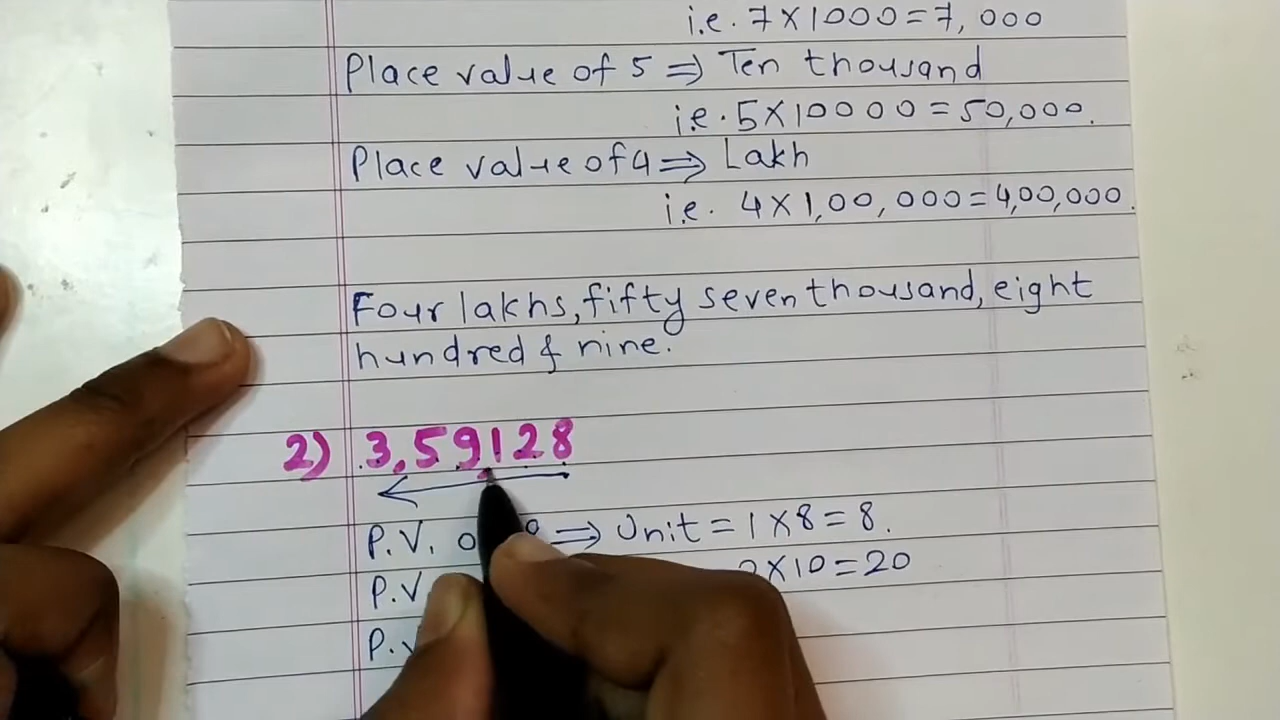 i.e. 7×1000=7,000
Place value of 5 ⇒ Ten thousand
i.e. 5×10000=50,000.
Place value of 4 ⇒ Lakh
i.e. 4×1,00,000=4,00,000.
Four lakhs, fifty seven thousand, eight
hundred & nine.
2) 3,59128
P.V. ⇒ Unit = 1×8=8.
P.V ×10=20
P.V